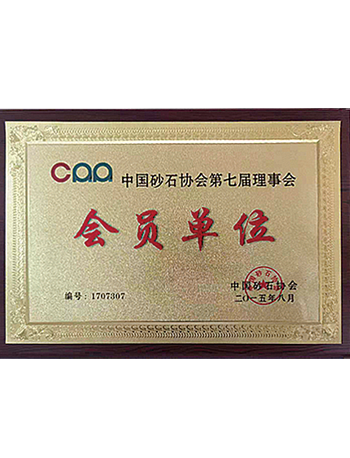 caa 中国砂石协会第七届理事会
会员单位
编号：1707307
中国砂石协会
二〇一五年八月